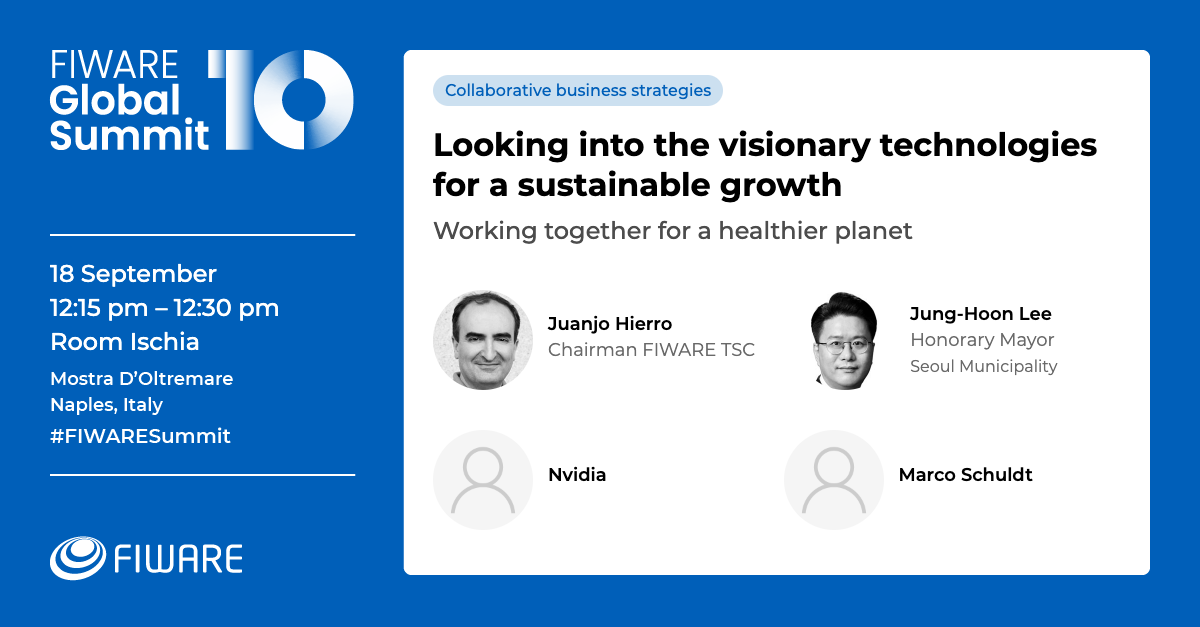 FIWARE
Global
Summit
10
18 September
12:15 pm – 12:30 pm
Room Ischia
Mostra D’Oltremare
Naples, Italy
#FIWARESummit
FIWARE
Collaborative business strategies
Looking into the visionary technologies
for a sustainable growth
Working together for a healthier planet
Juanjo Hierro
Chairman FIWARE TSC
Jung-Hoon Lee
Honorary Mayor
Seoul Municipality
Nvidia
Marco Schuldt